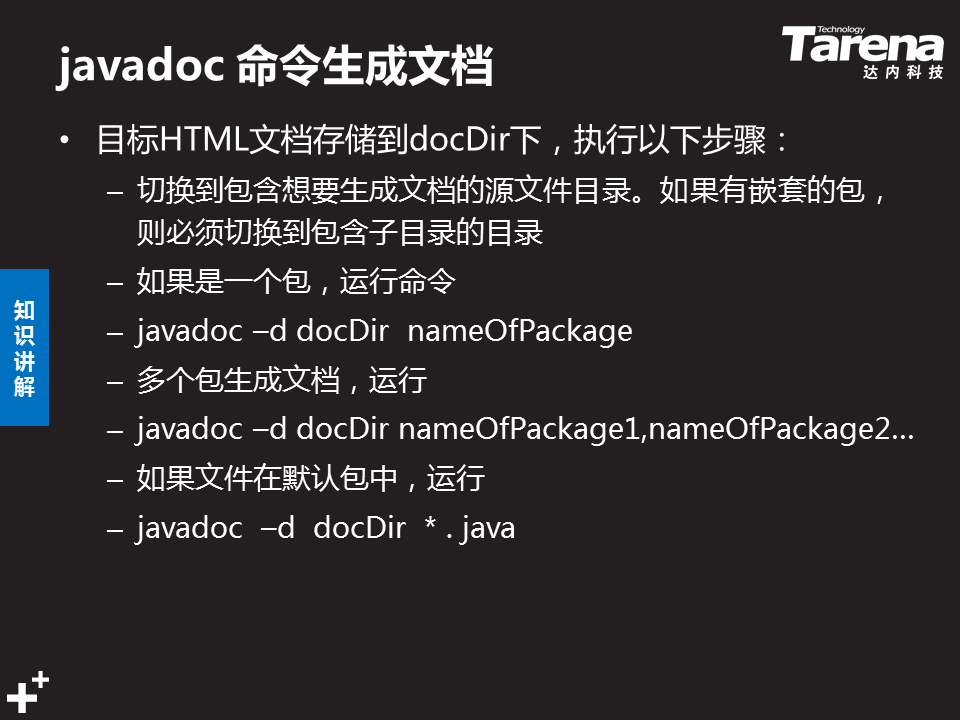 javadoc 命令生成文档
Technology
Tarena
达内科技
• 目标HTML文档存储到docDir下，执行以下步骤：
– 切换到包含想要生成文档的源文件目录。如果有嵌套的包，
则必须切换到包含子目录的目录
– 如果是一个包，运行命令
– javadoc –d docDir  nameOfPackage
– 多个包生成文档，运行
– javadoc –d docDir nameOfPackage1,nameOfPackage2...
– 如果文件在默认包中，运行
– javadoc  –d  docDir  * . java
知识讲解